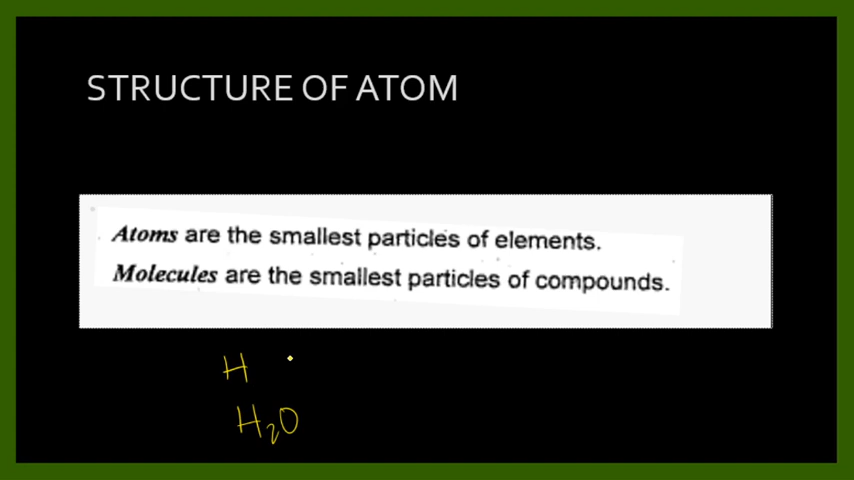 STRUCTURE OF ATOM
Atoms are the smallest particles of elements.
Molecules are the smallest particles of compounds.
H
H₂O